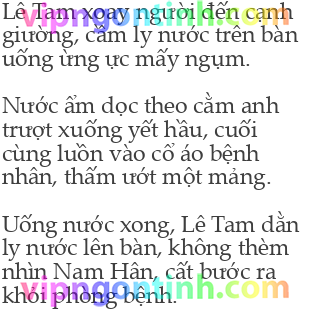 Lê Tam xoay người đến cạnh
giường, cầm ly nước trên bàn
uống ừng ực mấy ngụm.
Nước ẩm dọc theo cằm anh
trượt xuống yết hầu, cuối
cùng luồn vào cổ áo bệnh
nhân, thấm ướt một mảng.
Uống nước xong, Lê Tam dằn
ly nước lên bàn, không thèm
nhìn Nam Hân, cất bước ra
khỏi phòng bệnh.
vipngontinh.com
vipngontinh.com